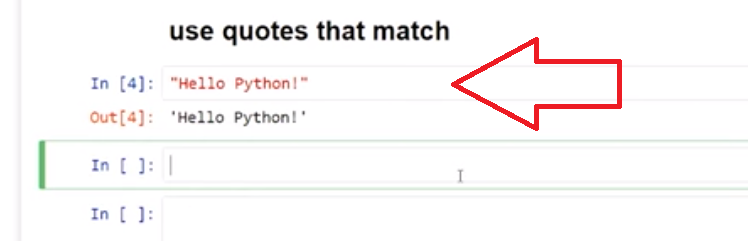 use quotes that match
In [4]: "Hello Python!"
Out[4]: 'Hello Python!'
In [ ]:
In [ ]: